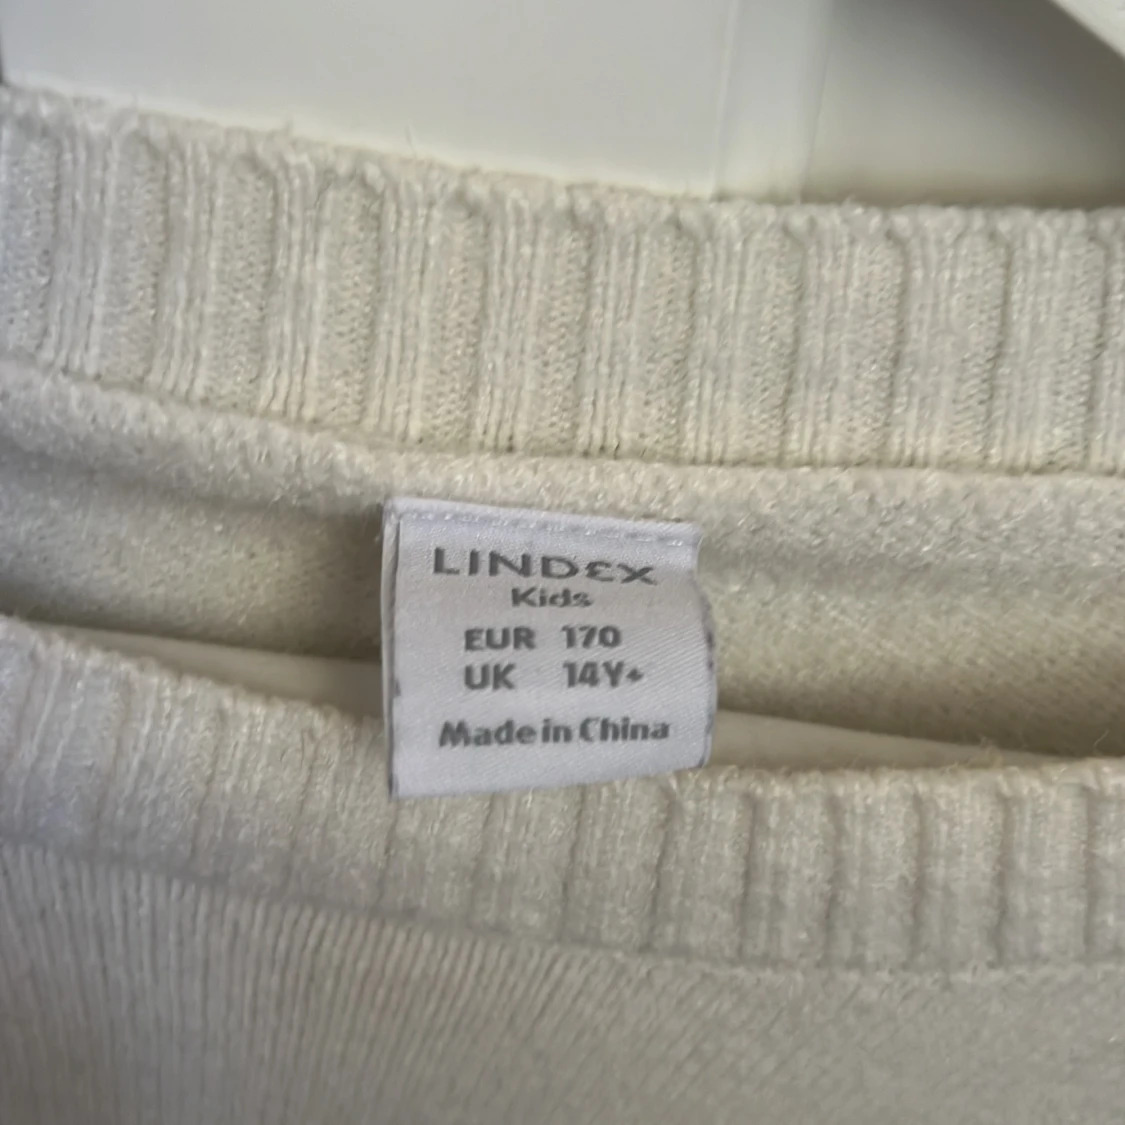 LINDEX
Kids
EUR 170
UK 14Y+
Made in China